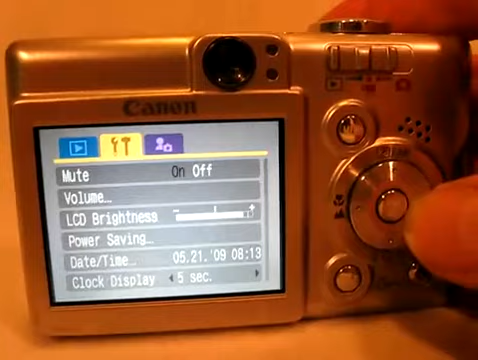 Canon
Mute On Off
Volume...
LCD Brightness - +
Power Saving...
Date/Time... 05.21.'09 08:13
Clock Display 5 sec.